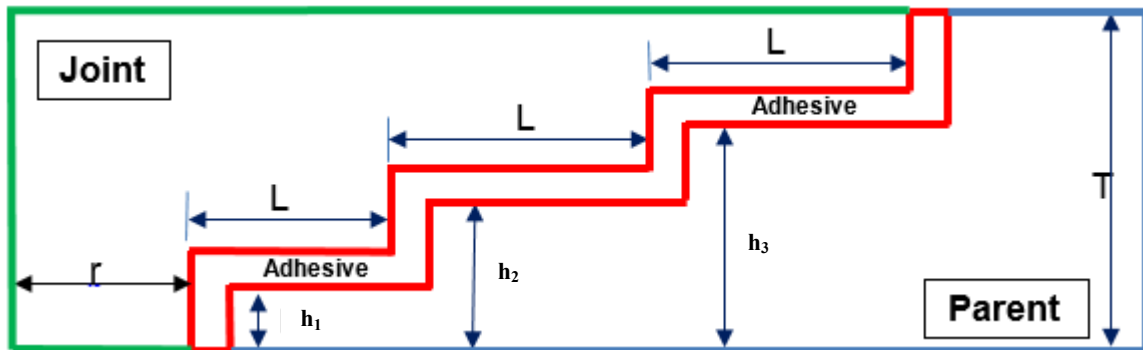 L
Joint
L
Adhesive
L
T
r
Adhesive
h₁
h₂
h₃
Parent